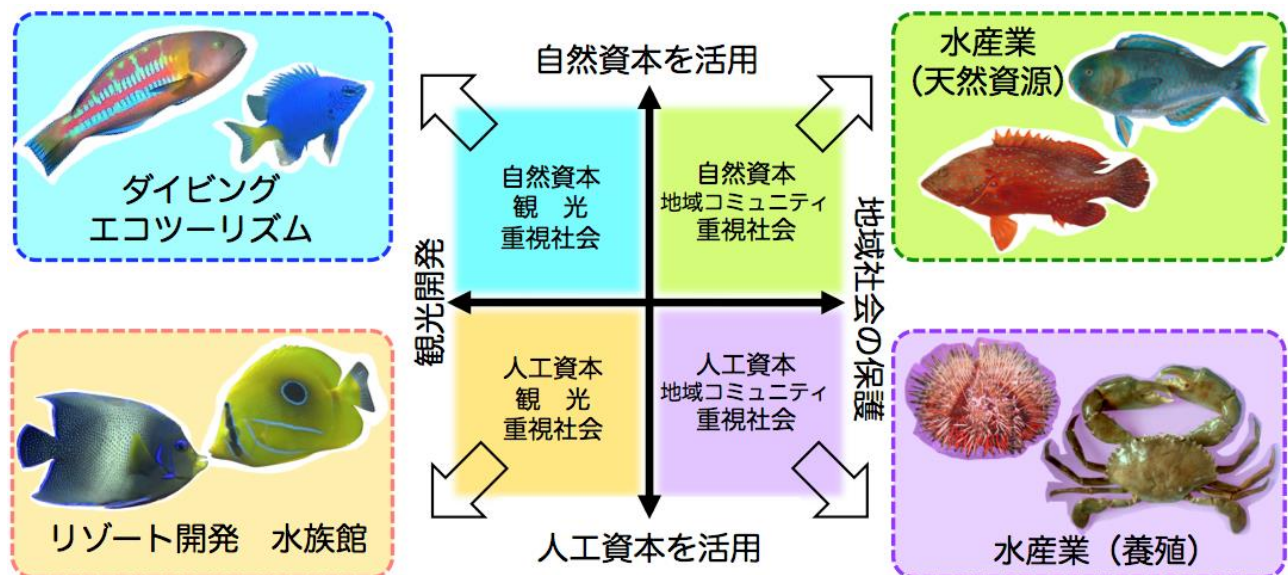 自然資本を活用
ダイビング
エコツーリズム
水産業
(天然資源)
自然資本
観　光
重視社会
自然資本
地域コミュニティ
重視社会
観光開発
地域社会の保護
人工資本
観　光
重視社会
人工資本
地域コミュニティ
重視社会
リゾート開発　水族館
人工資本を活用
水産業（養殖）